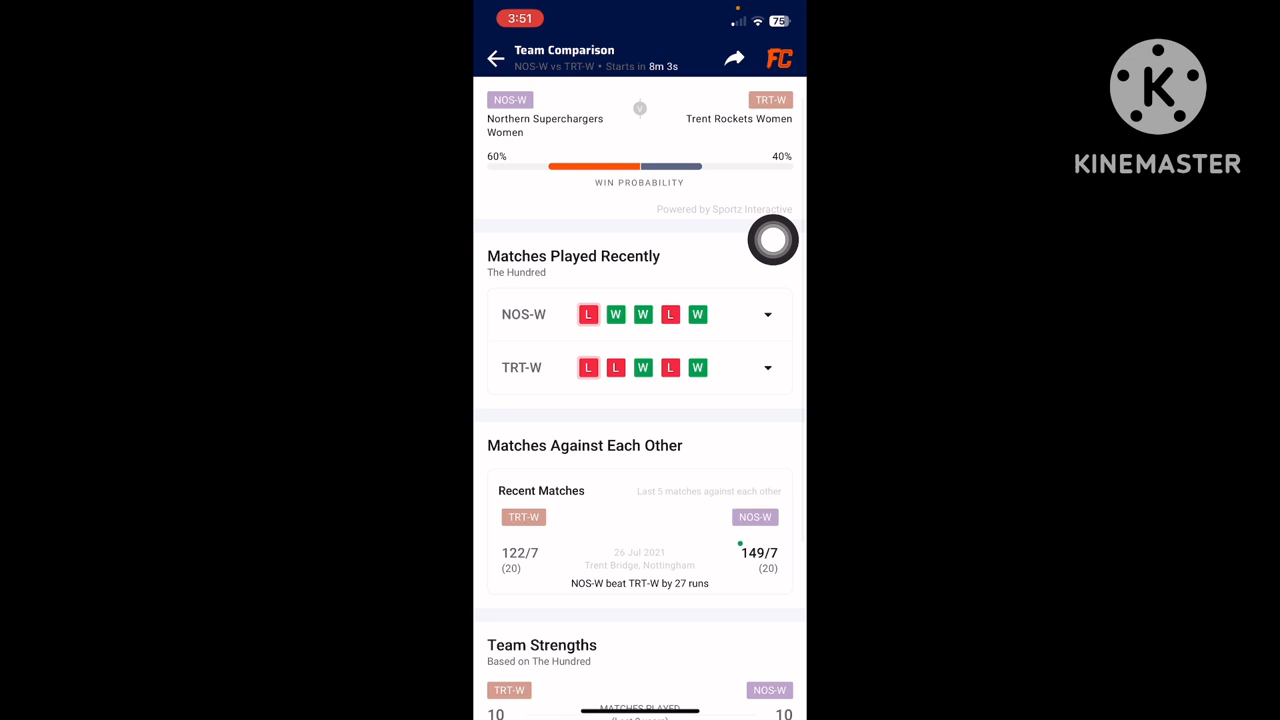 3:51
75
Team Comparison
NOS-W vs TRT-W • Starts in 8m 3s
FC
NOS-W
V
TRT-W
Northern Superchargers
Women
Trent Rockets Women
60%
40%
WIN PROBABILITY
Powered by Sportz Interactive
Matches Played Recently
The Hundred
NOS-W L W W L W
TRT-W L L W L W
Matches Against Each Other
Recent Matches
Last 5 matches against each other
TRT-W
NOS-W
122/7
(20)
26 Jul 2021
Trent Bridge, Nottingham
149/7
(20)
NOS-W beat TRT-W by 27 runs
Team Strengths
Based on The Hundred
TRT-W
NOS-W
10
MATCHES PLAYED
10
K
KINEMASTER